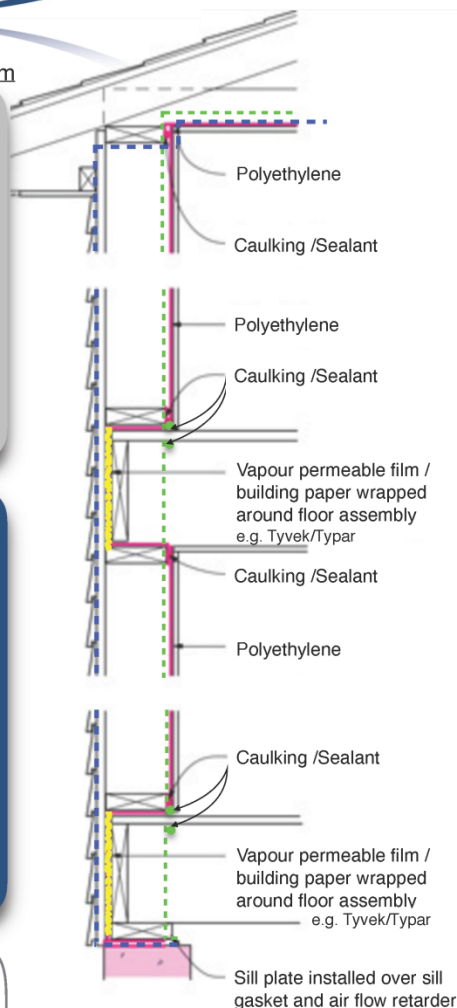 m
Polyethylene
Caulking /Sealant
Polyethylene
Caulking /Sealant
Vapour permeable film /
building paper wrapped
around floor assembly
e.g. Tyvek/Typar
Caulking /Sealant
Polyethylene
Caulking /Sealant
Vapour permeable film /
building paper wrapped
around floor assembly
e.g. Tyvek/Typar
Sill plate installed over sill
gasket and air flow retarder